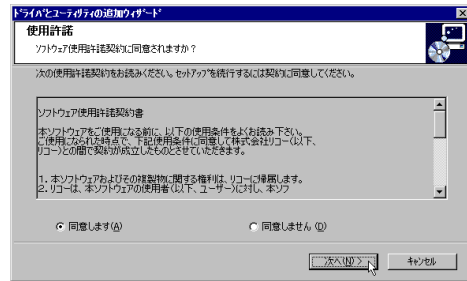 ドライバとユーティリティの追加ウィザード
使用許諾
ソフトウェア使用許諾契約に同意されますか？
次の使用許諾契約をお読みください。セットアップを続行するには契約に同意してください。
ソフトウェア使用許諾契約書
本ソフトウェアをご使用になる前に、以下の使用条件をよくお読み下さい。
ご使用になられた時点で、下記使用条件に同意して株式会社リコー（以下、
リコー）との間で契約が成立したものとさせていただきます。
1. 本ソフトウェアおよびその複製物に関する権利は、リコーに帰属します。
2. リコーは、本ソフトウェアの使用者（以下、ユーザー）に対し、本ソフ
同意します(A)
同意しません(D)
次へ(N) >
キャンセル